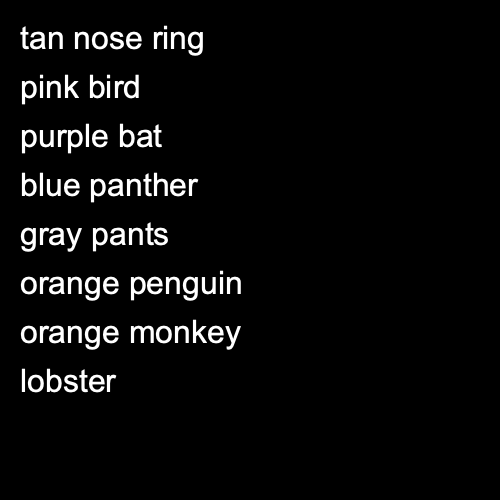 tan nose ring
pink bird
purple bat
blue panther
gray pants
orange penguin
orange monkey
lobster